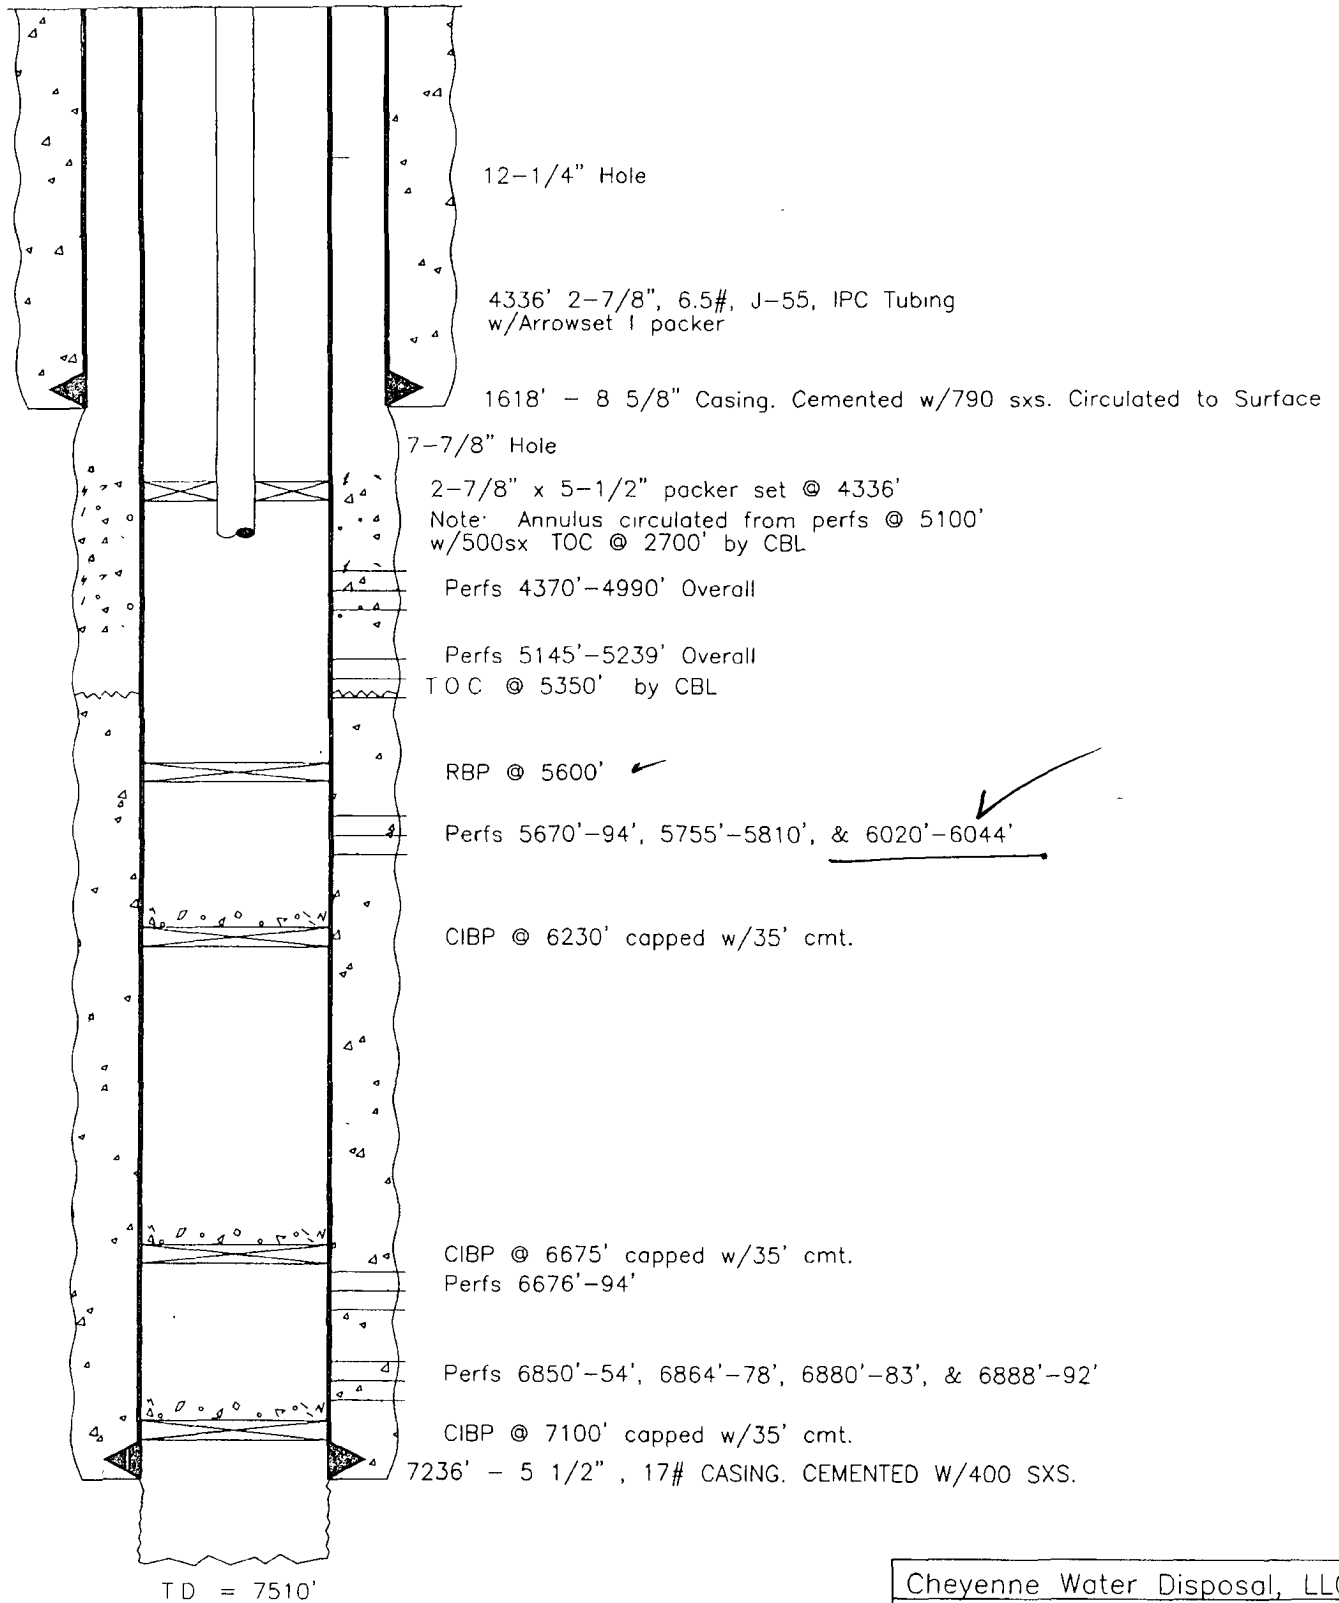 12-1/4" Hole
4336' 2-7/8", 6.5#, J-55, IPC Tubing
w/Arrowset I packer
1618' - 8 5/8" Casing. Cemented w/790 sxs. Circulated to Surface
7-7/8" Hole
2-7/8" x 5-1/2" packer set @ 4336'
Note: Annulus circulated from perfs @ 5100'
w/500sx TOC @ 2700' by CBL
Perfs 4370'-4990' Overall
Perfs 5145'-5239' Overall
TOC @ 5350' by CBL
RBP @ 5600'
Perfs 5670'-94', 5755'-5810', & 6020'-6044'
CIBP @ 6230' capped w/35' cmt.
CIBP @ 6675' capped w/35' cmt.
Perfs 6676'-94'
Perfs 6850'-54', 6864'-78', 6880'-83', & 6888'-92'
CIBP @ 7100' capped w/35' cmt.
7236' - 5 1/2" , 17# CASING. CEMENTED W/400 SXS.
TD = 7510'
Cheyenne Water Disposal, LLC